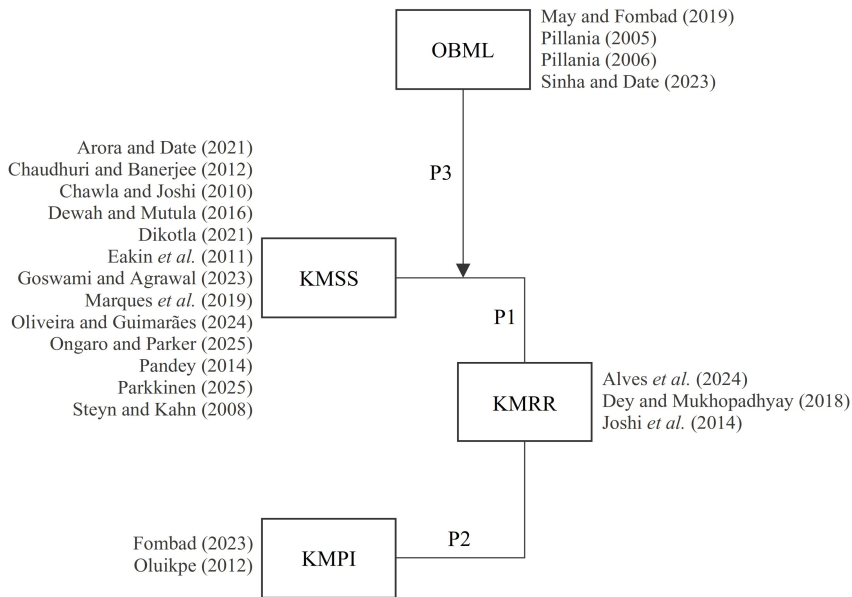 OBML
May and Fombad (2019)
Pillania (2005)
Pillania (2006)
Sinha and Date (2023)
P3
Arora and Date (2021)
Chaudhuri and Banerjee (2012)
Chawla and Joshi (2010)
Dewah and Mutula (2016)
Dikotla (2021)
Eakin et al. (2011)
Goswami and Agrawal (2023)
Marques et al. (2019)
Oliveira and Guimarães (2024)
Ongaro and Parker (2025)
Pandey (2014)
Parkkinen (2025)
Steyn and Kahn (2008)
KMSS
P1
KMRR
Alves et al. (2024)
Dey and Mukhopadhyay (2018)
Joshi et al. (2014)
P2
Fombad (2023)
Oluikpe (2012)
KMPI